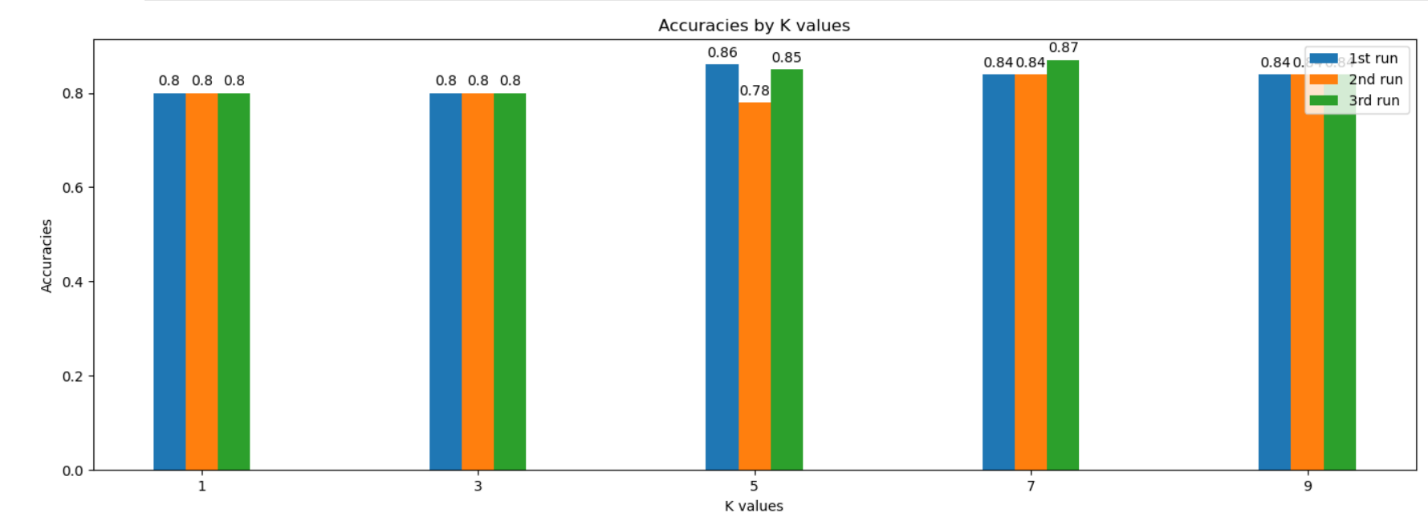 Accuracies by K values
0.8 0.8 0.8
0.8 0.8 0.8
0.86 0.78 0.85
0.84 0.84 0.87
0.84
1st run
2nd run
3rd run
Accuracies
0.8
0.6
0.4
0.2
0.0
1 3 5 7 9
K values